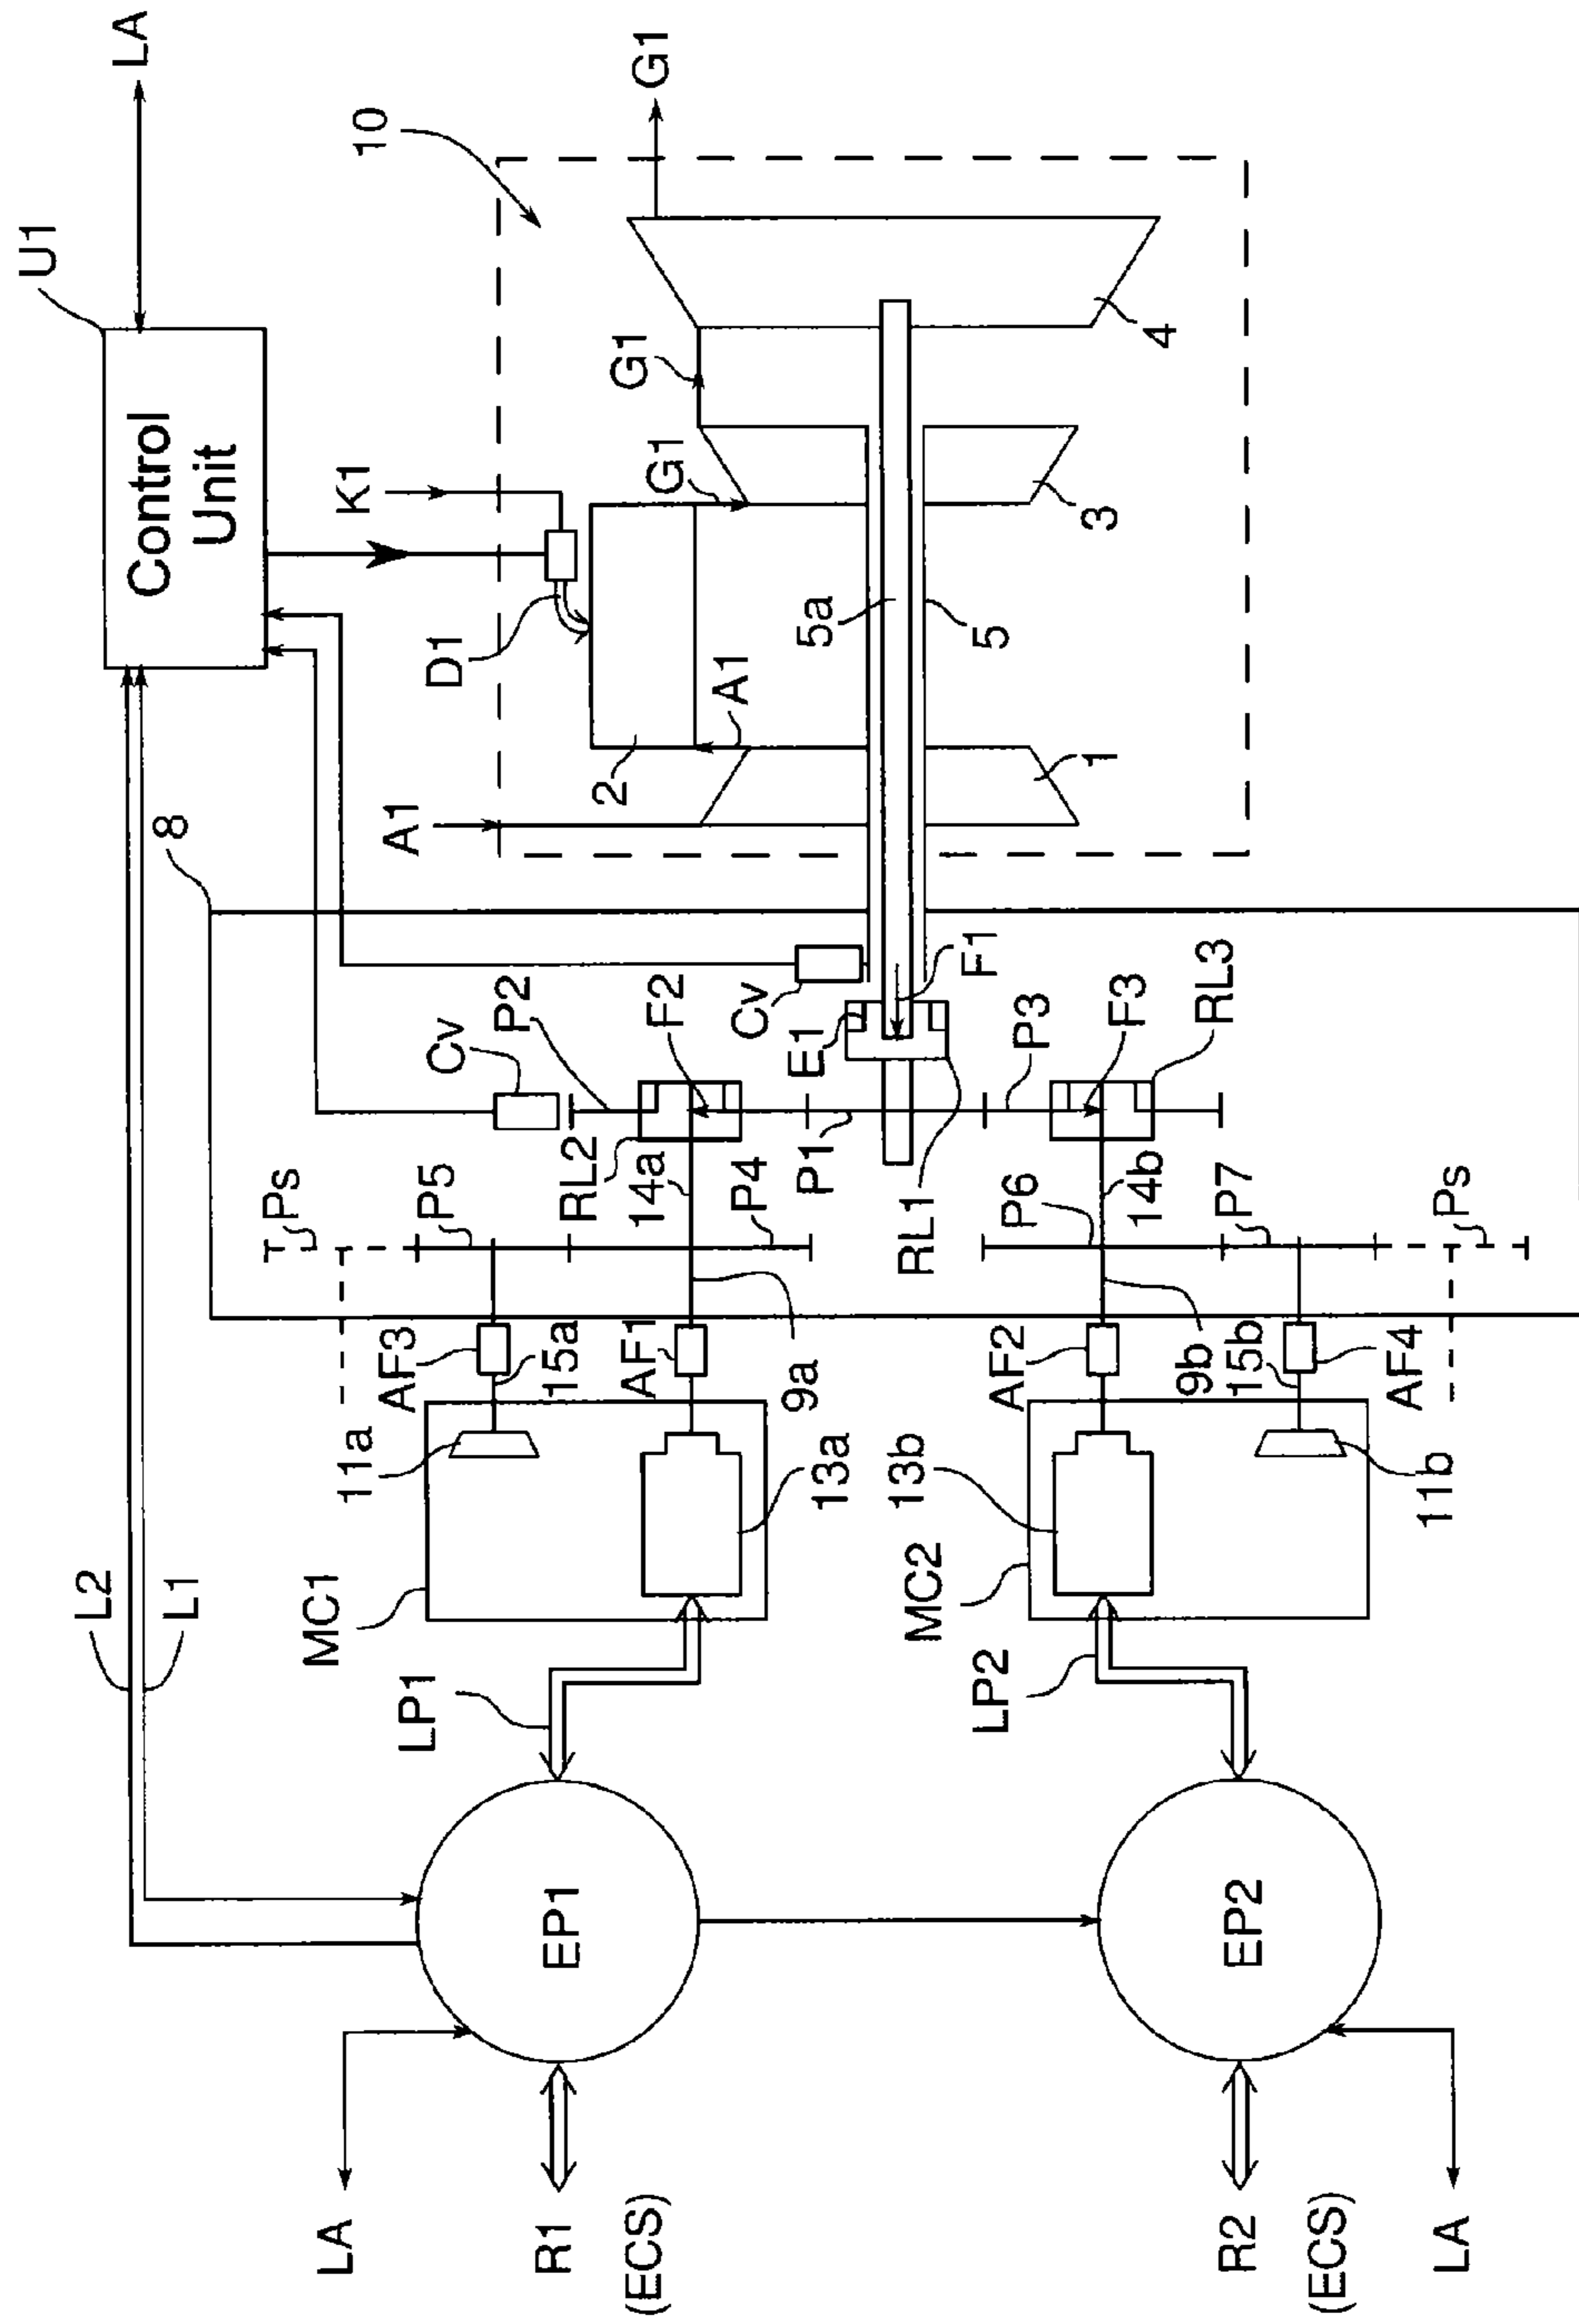 LA
U1
Control
Unit
10
G1
K1
G1
G1
4
3
D1
5a
5
A1
2
A1
1
8
L2
L1
Cv
P2
F2
Cv
E1
F1
P3
F3
RL3
Ps
P5
RL2
14a
P4
P1
RL1
P6
14b
P7
Ps
AF3
15a
AF1
9a
AF2
9b
15b
AF4
11a
13a
13b
11b
MC1
MC2
LP1
LP2
EP1
EP2
LA
R1
(ECS)
R2
(ECS)
LA